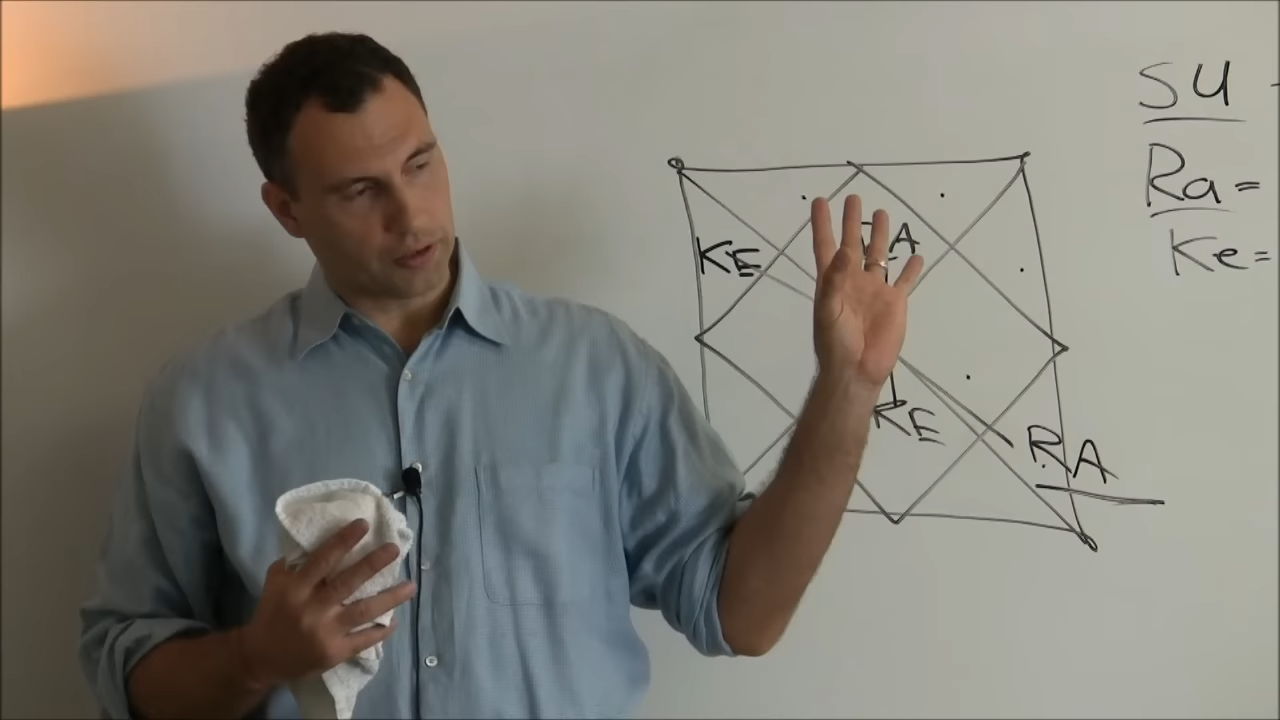 SU -
Ra =
Ke =
KE
KE
RA